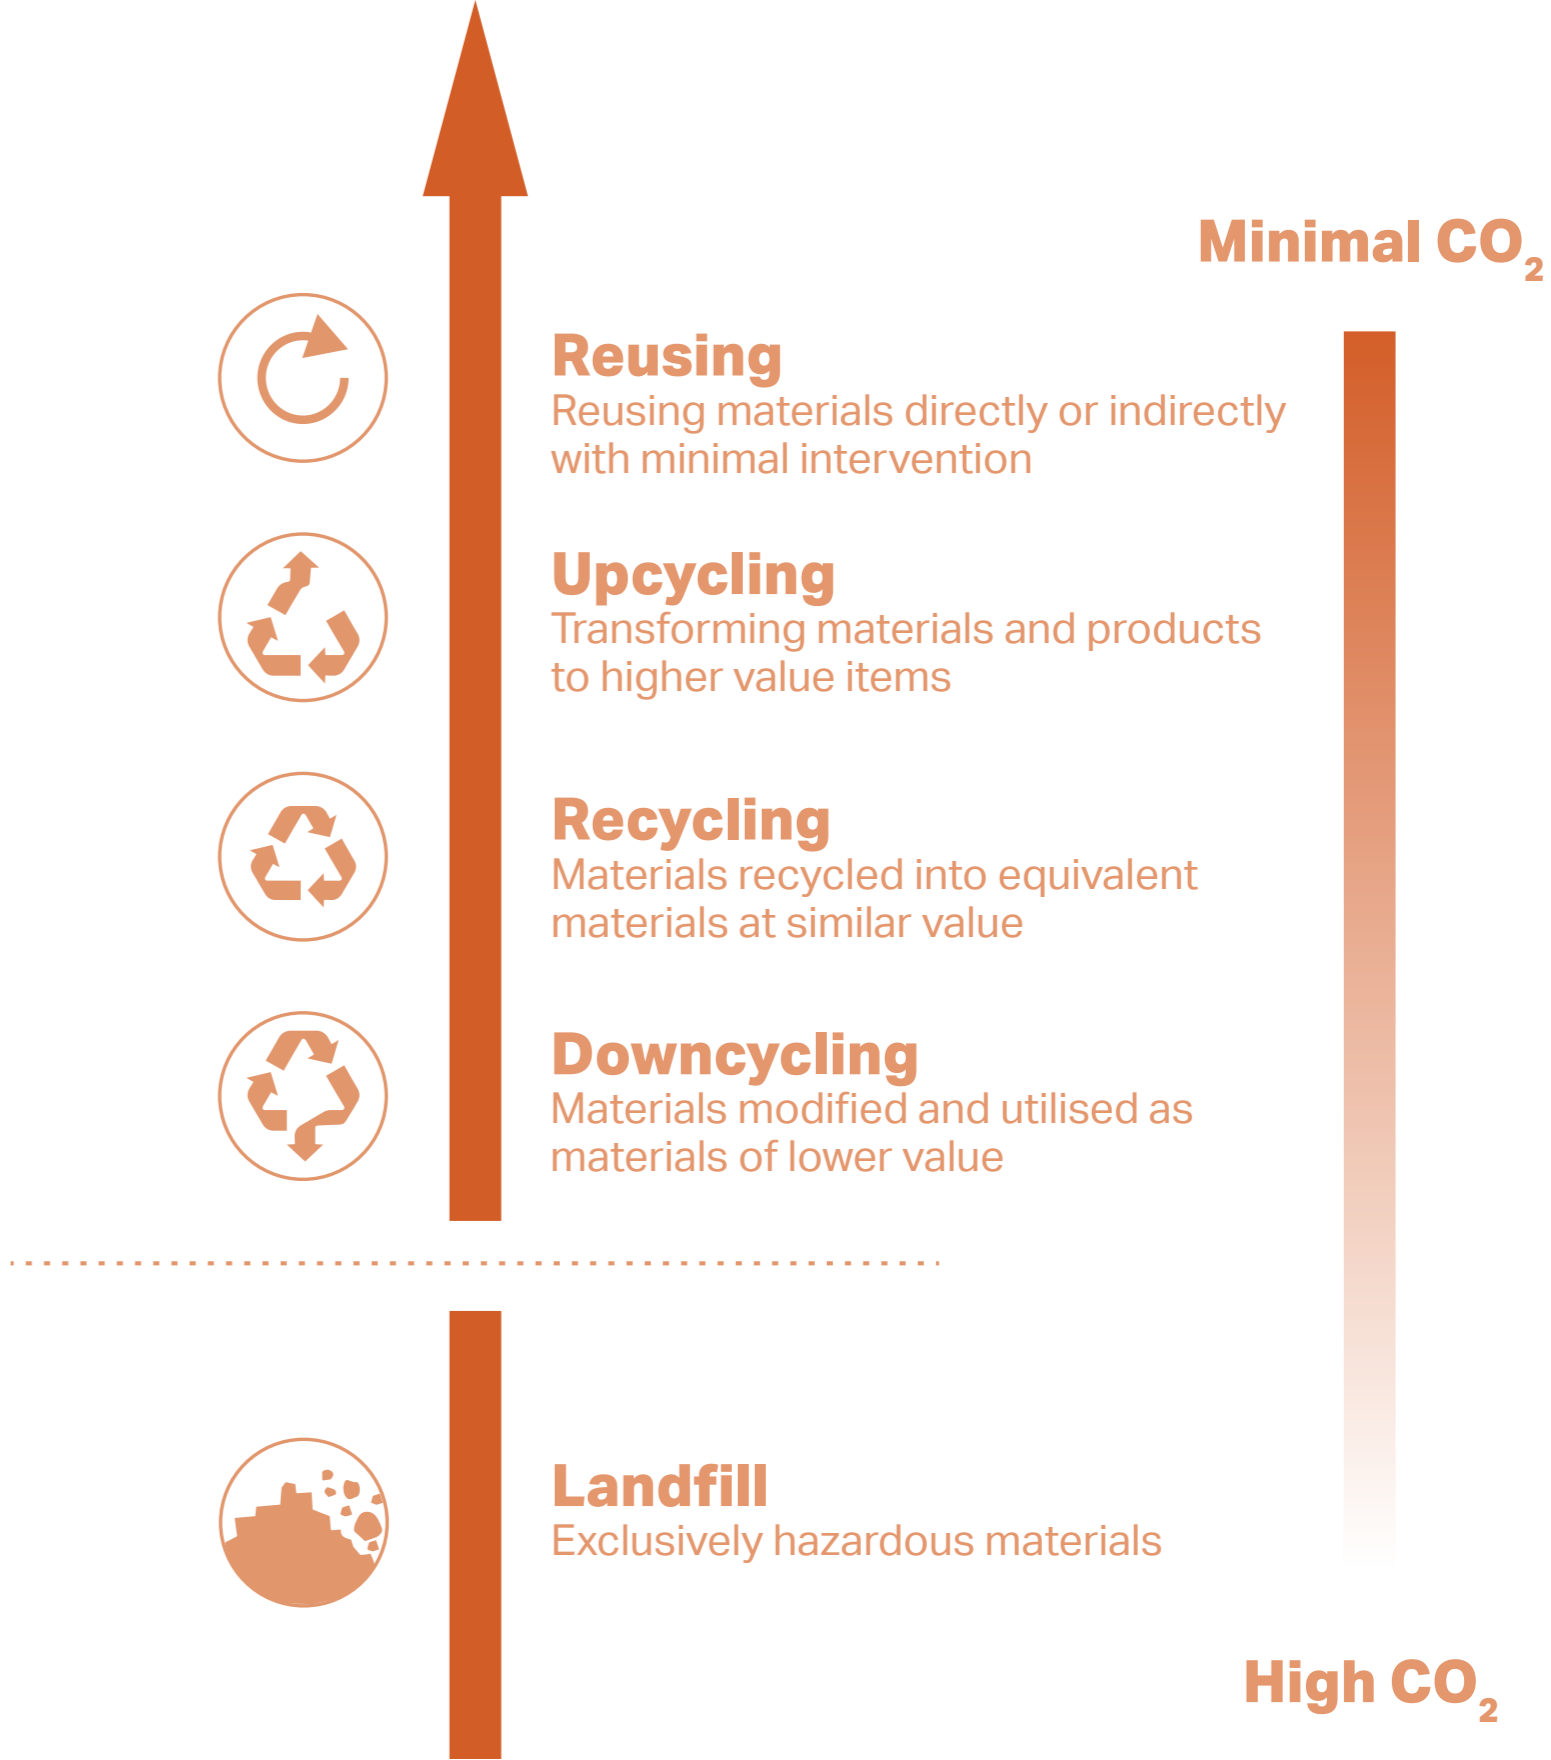 Minimal CO₂
Reusing
Reusing materials directly or indirectly
with minimal intervention
Upcycling
Transforming materials and products
to higher value items
Recycling
Materials recycled into equivalent
materials at similar value
Downcycling
Materials modified and utilised as
materials of lower value
Landfill
Exclusively hazardous materials
High CO₂